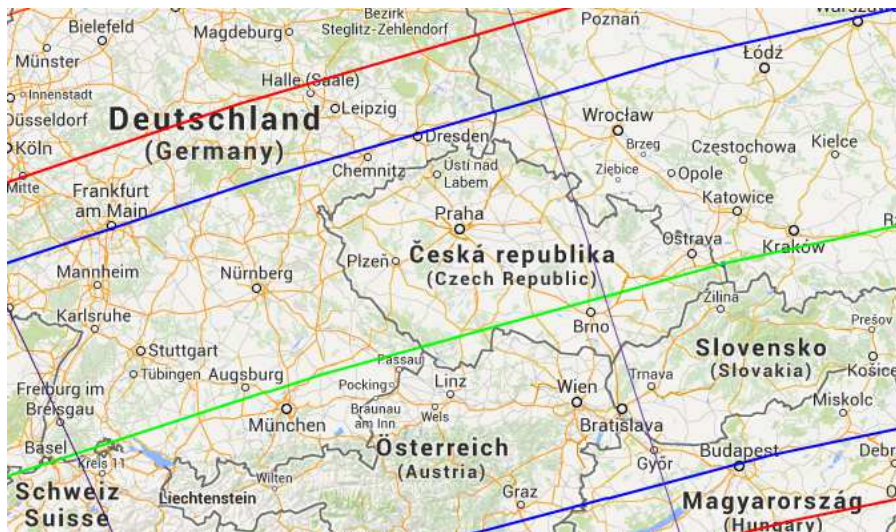 Bielefeld
Magdeburg
Bezirk
Steglitz-Zehlendorf
Poznań
Münster
Łódź
Innenstadt
Halle (Saale)
Düsseldorf
Deutschland
(Germany)
Leipzig
Köln
Dresden
Wrocław
Brzeg
Częstochowa
Kielce
Mitte
Chemnitz
Ústí nad
Labem
Ziębice
Opole
Frankfurt
am Main
Katowice
Praha
Kraków
Mannheim
Nürnberg
Plzeň
Česká republika
(Czech Republic)
Ostrava
Karlsruhe
Brno
Žilina
Prešov
Stuttgart
Tübingen
Passau
Slovensko
(Slovakia)
Košice
Freiburg im
Breisgau
Augsburg
Pocking
Linz
Wien
Trnava
München
Braunau
am Inn
Wels
Bratislava
Miskolc
Basel
Kreis 11
Österreich
(Austria)
Győr
Budapest
Schweiz
Suisse
Liechtenstein
Wilten
Graz
Magyarország
(Hungary)